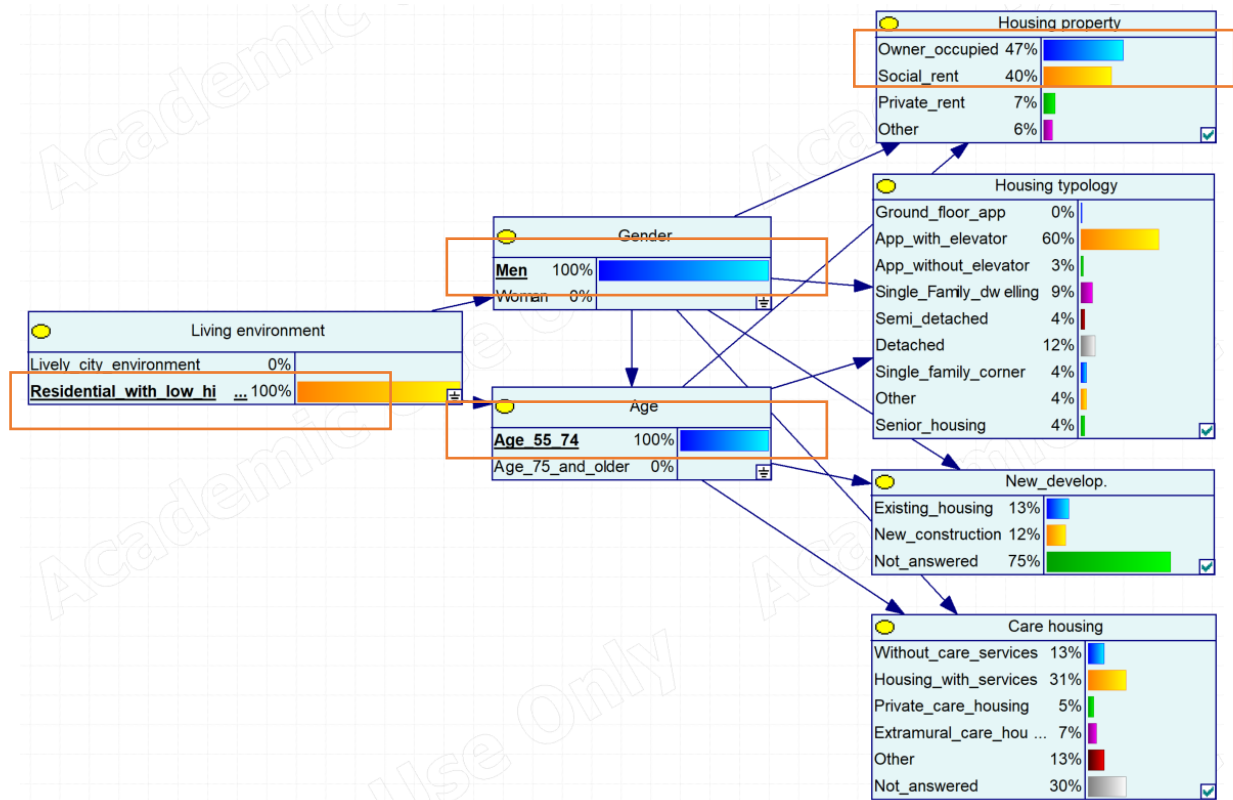 Housing property
Owner_occupied 47%
Social_rent 40%
Private_rent 7%
Other 6%
Housing typology
Ground_floor_app 0%
App_with_elevator 60%
App_without_elevator 3%
Single_Family_dw elling 9%
Semi_detached 4%
Detached 12%
Single_family_corner 4%
Other 4%
Senior_housing 4%
Gender
Men 100%
Woman 0%
Living environment
Lively_city_environment 0%
Residential_with_low_hi ... 100%
Age
Age_55_74 100%
Age_75_and_older 0%
New_develop.
Existing_housing 13%
New_construction 12%
Not_answered 75%
Care housing
Without_care_services 13%
Housing_with_services 31%
Private_care_housing 5%
Extramural_care_hou ... 7%
Other 13%
Not_answered 30%
Academic
Academic Use Only
Use Only